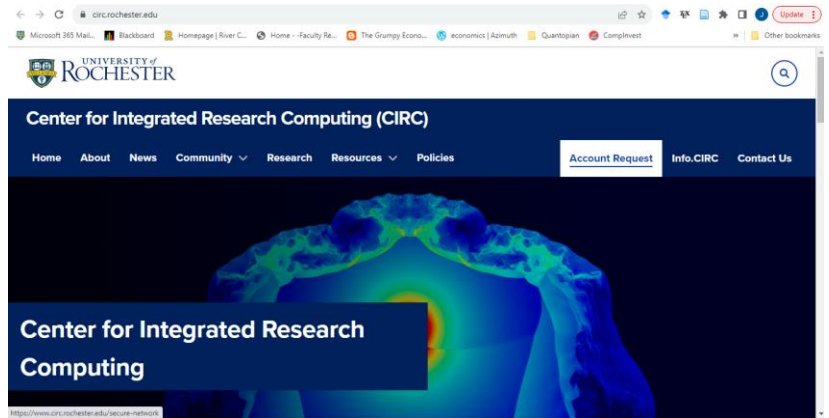 circ.rochester.edu
Update
Microsoft 365 Mail... Blackboard Homepage | River C... Home - -Faculty Re... The Grumpy Econo... economics | Azimuth Quantopian CompInvest » Other bookmarks
UNIVERSITY of
ROCHESTER
Center for Integrated Research Computing (CIRC)
Home About News Community Research Resources Policies Account Request Info.CIRC Contact Us
Center for Integrated Research
Computing
https://www.circ.rochester.edu/secure-network